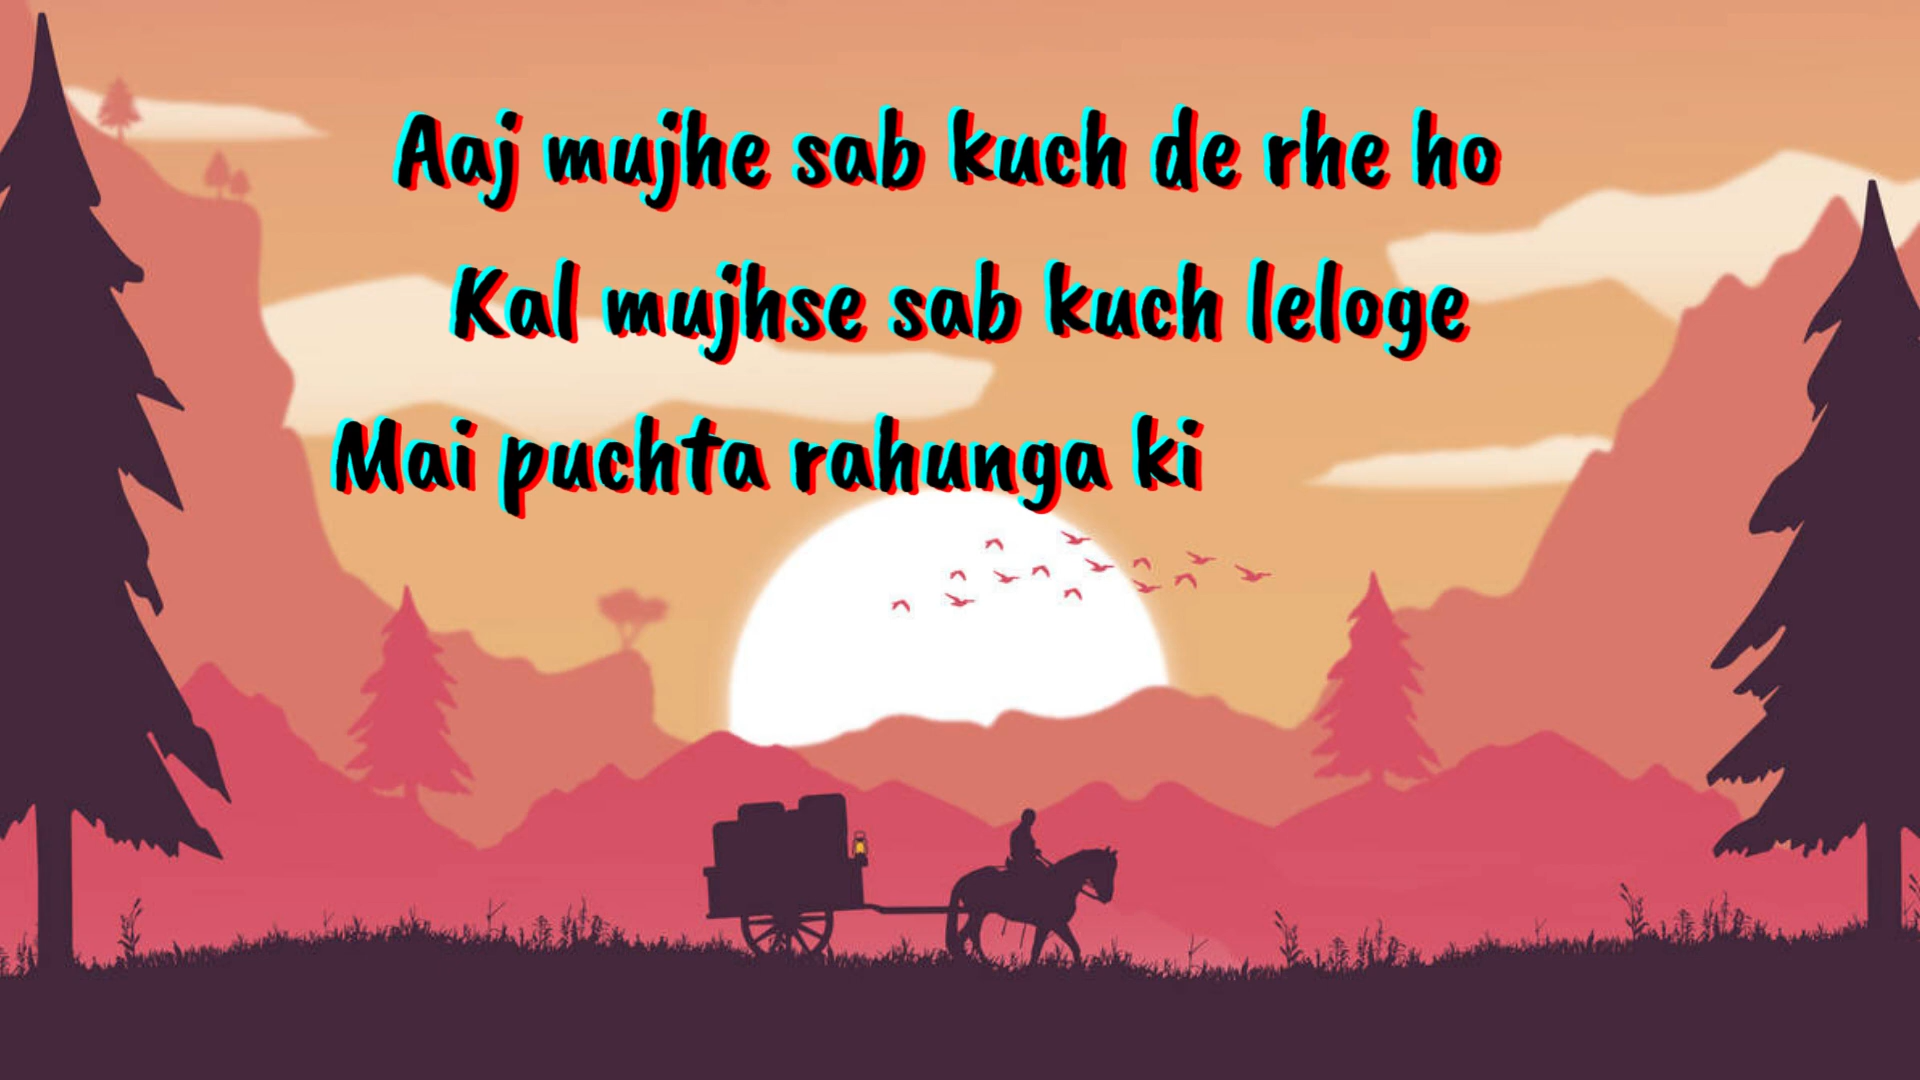 Aaj mujhe sab kuch de rhe ho
Kal mujhse sab kuch leloge
Mai puchta rahunga ki